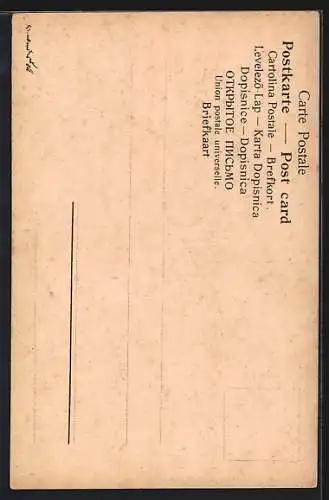 Carte Postale
Postkarte — Post card
Cartolina Postale — Brefkort.
Levelező-Lap — Karta Dopisnica
Dopisnice — Dopisnica
ОТКРЫТОЕ ПИСЬМО
Union postale universelle.
Briefkaart